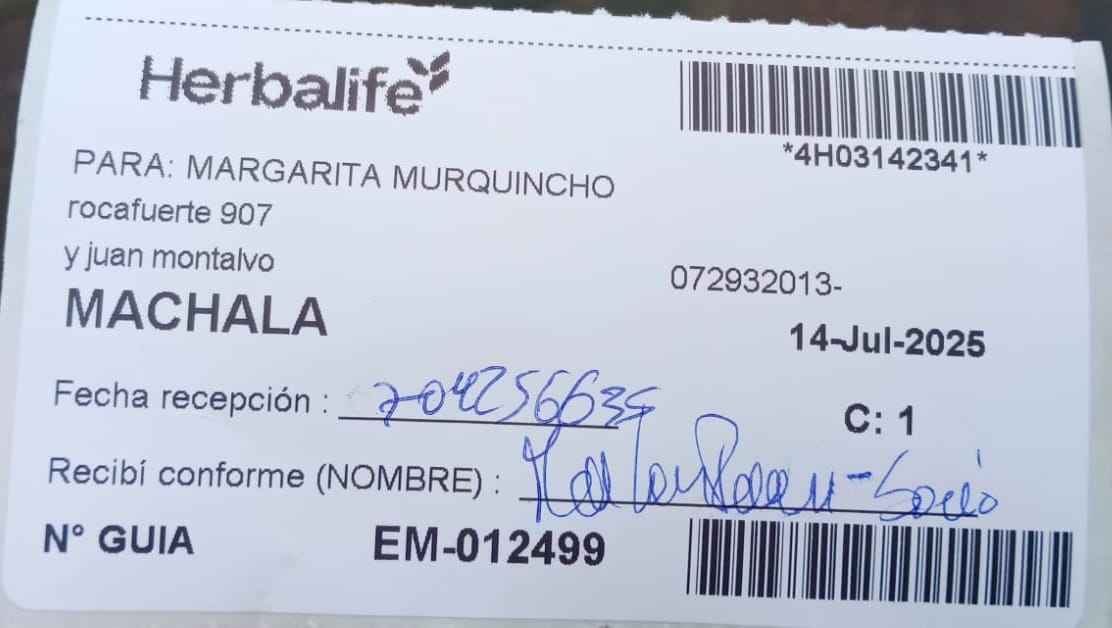 Herbalife
*4H03142341*
PARA: MARGARITA MURQUINCHO
rocafuerte 907
y juan montalvo
072932013-
MACHALA
14-Jul-2025
Fecha recepción :
C: 1
Recibí conforme (NOMBRE) : - Socio
N° GUIA EM-012499